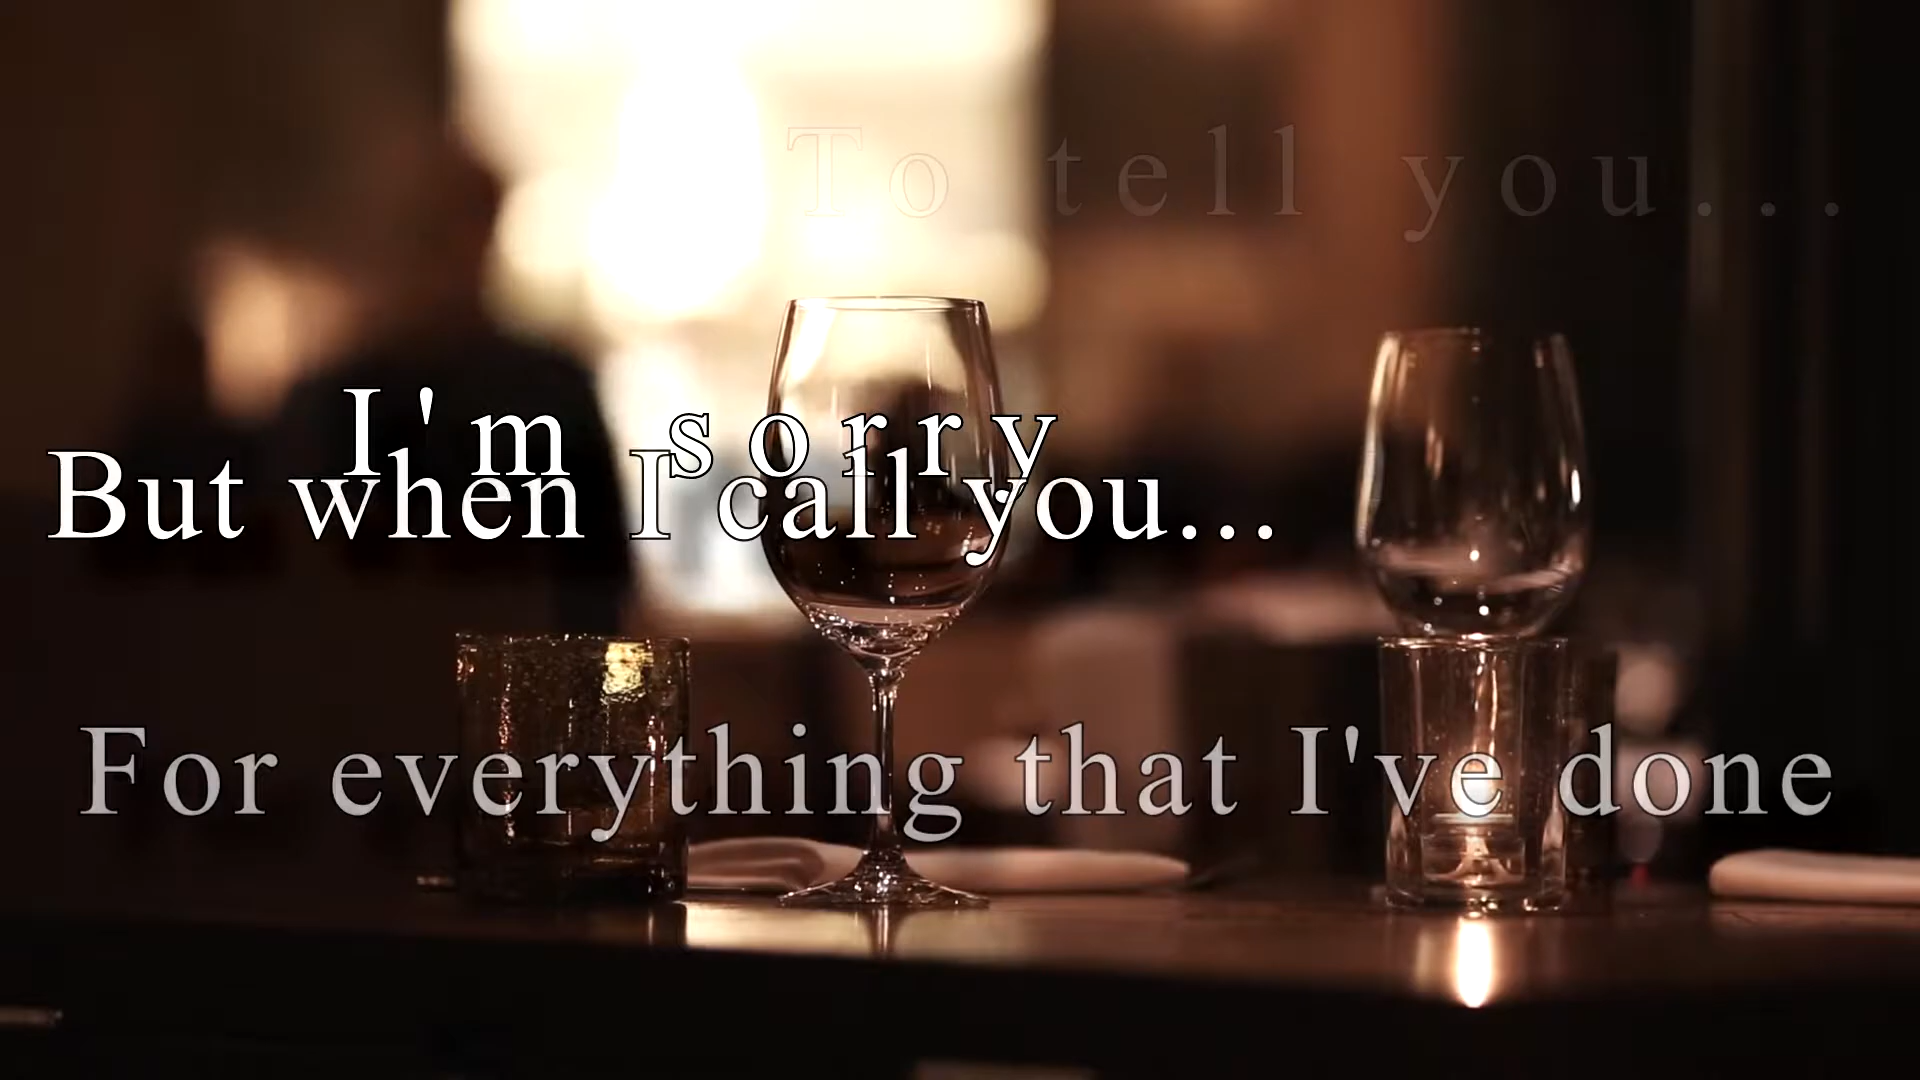 To tell you...
I'm sorry
But when I call you...
For everything that I've done